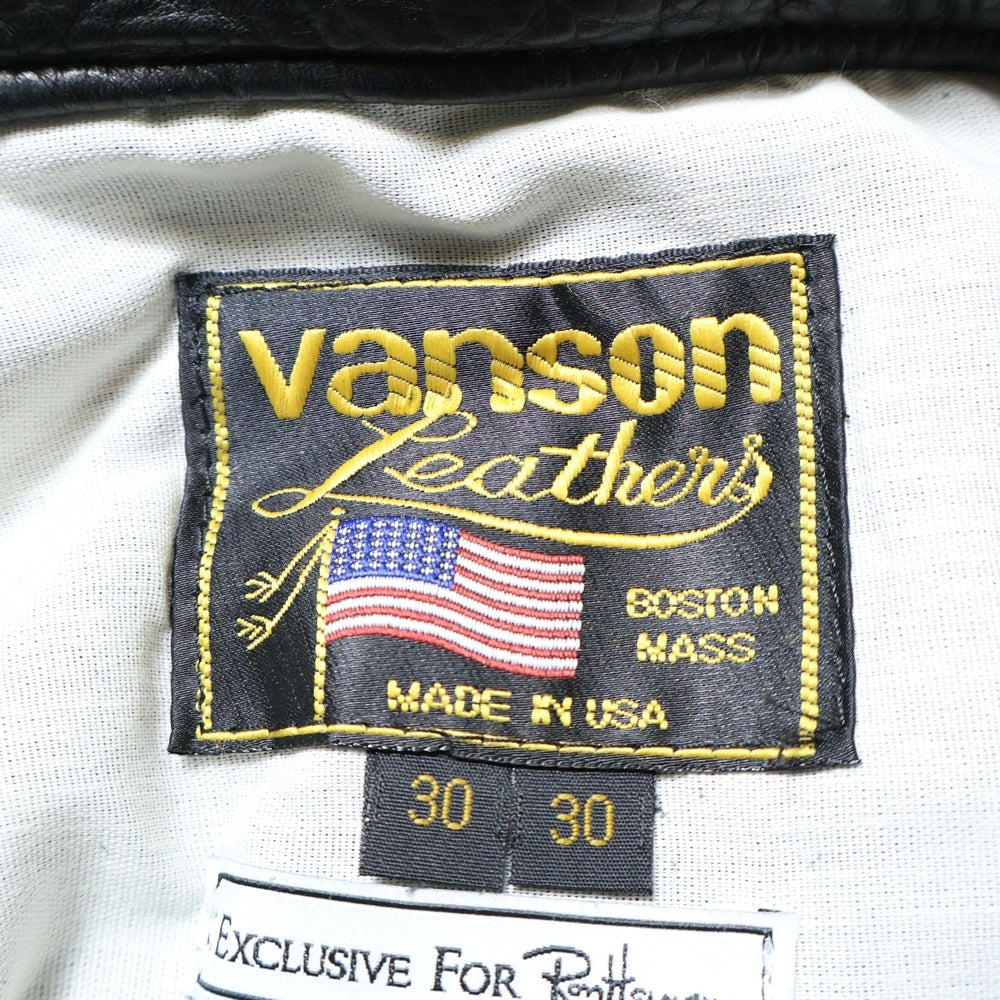 vanson
Leathers
BOSTON
MASS
MADE IN USA
30 30
EXCLUSIVE FOR